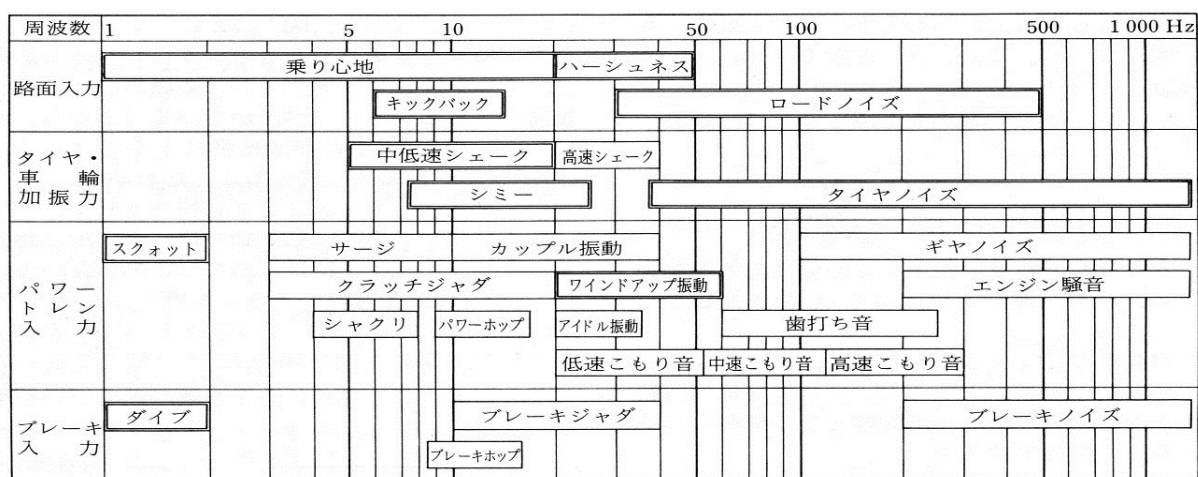 周波数 1 5 10 50 100 500 1 000 Hz
乗り心地 ハーシュネス
路面入力
キックバック ロードノイズ
タイヤ・
車輪
加振力
中低速シェーク 高速シェーク
シミー タイヤノイズ
スクォット サージ カップル振動 ギヤノイズ
パワー
トレン
入力
クラッチジャダ ワインドアップ振動 エンジン騒音
シャクリ パワーホップ アイドル振動 歯打ち音
低速こもり音 中速こもり音 高速こもり音
ブレーキ
入力
ダイブ ブレーキジャダ ブレーキノイズ
ブレーキホップ